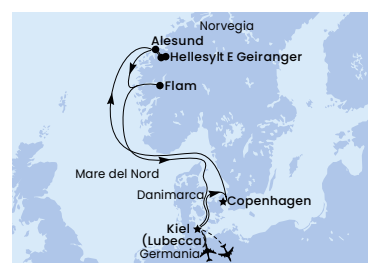 Norvegia
Alesund
Hellesylt E Geiranger
Flam
Mare del Nord
Danimarca
Copenhagen
Kiel
(Lubecca)
Germania